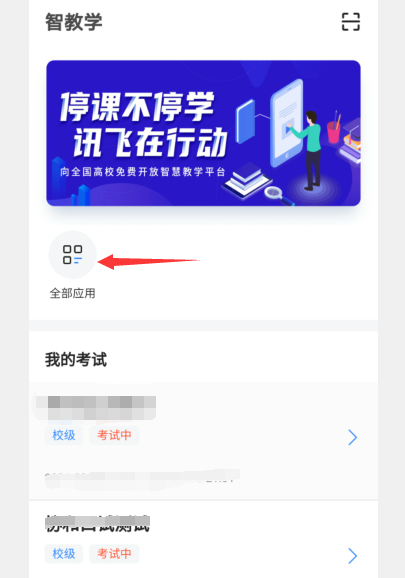 智教学
停课不停学
讯飞在行动
向全国高校免费开放智慧教学平台
全部应用
我的考试
校级 考试中
校级 考试中